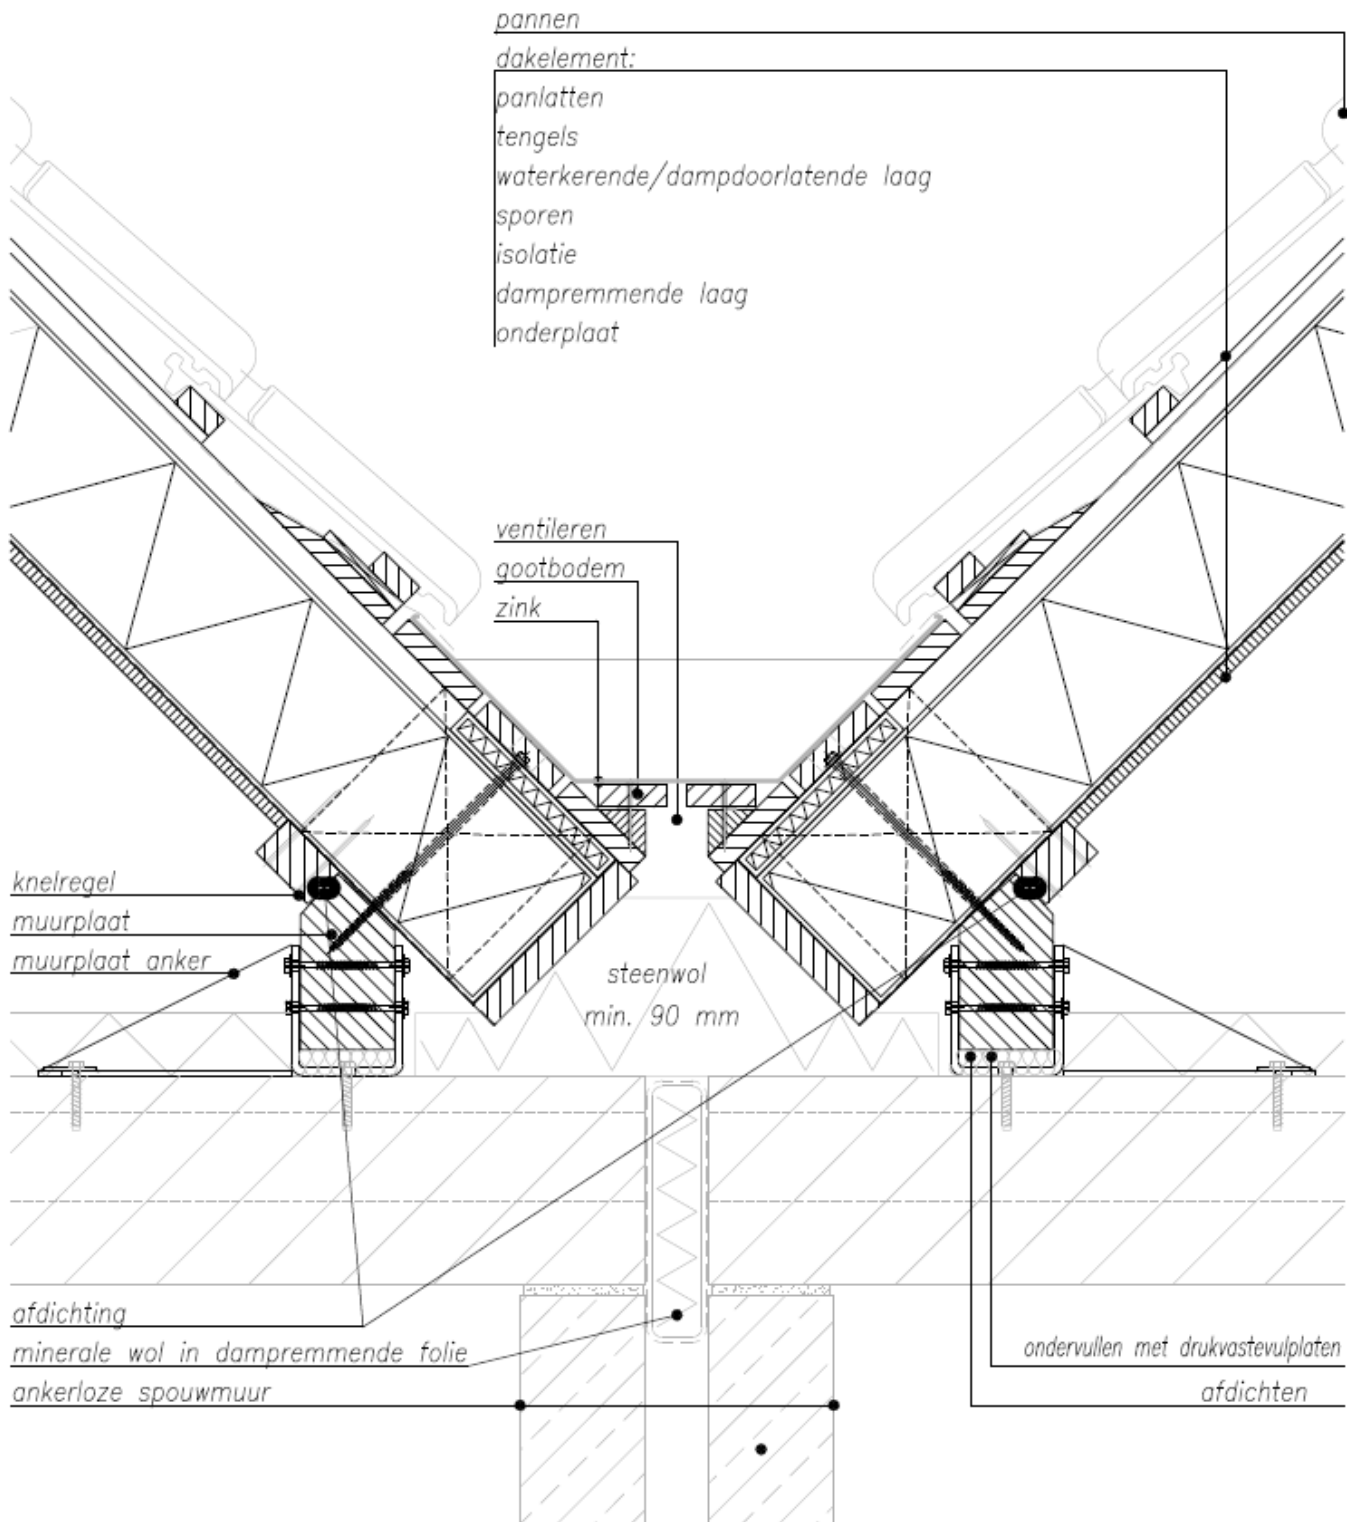 pannen
dakelement:
panlatten
tengels
waterkerende/dampdoorlatende laag
sporen
isolatie
dampremmende laag
onderplaat
ventileren
gootbodem
zink
knelregel
muurplaat
muurplaat anker
steenwol
min. 90 mm
afdichting
minerale wol in dampremmende folie
ankerloze spouwmuur
ondervullen met drukvastevulplaten
afdichten